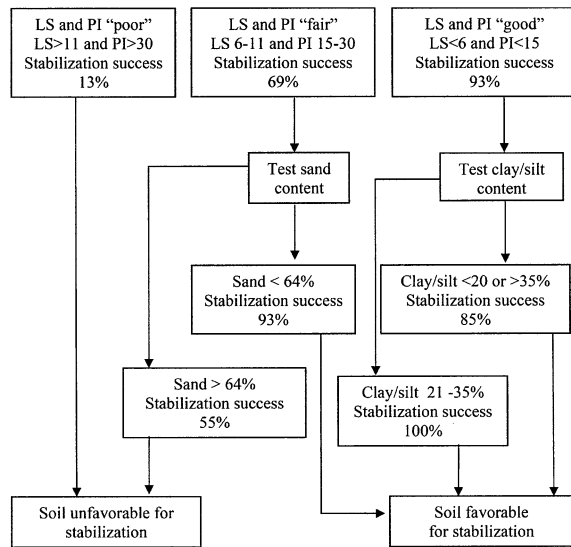 LS and PI “poor”
LS>11 and PI>30
Stabilization success
13%
LS and PI “fair”
LS 6-11 and PI 15-30
Stabilization success
69%
LS and PI “good”
LS<6 and PI<15
Stabilization success
93%
Test sand
content
Test clay/silt
content
Sand < 64%
Stabilization success
93%
Clay/silt <20 or >35%
Stabilization success
85%
Sand > 64%
Stabilization success
55%
Clay/silt 21 -35%
Stabilization success
100%
Soil unfavorable for
stabilization
Soil favorable
for stabilization